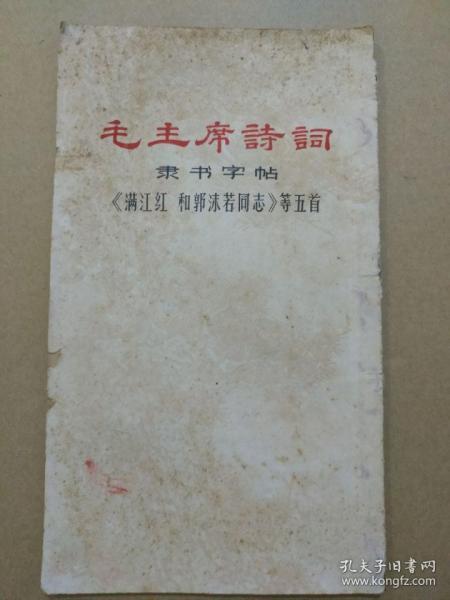 毛主席詩詞
隶书字帖
《满江红 和郭沫若同志》等五首
孔夫子旧书网
www.kongfz.com